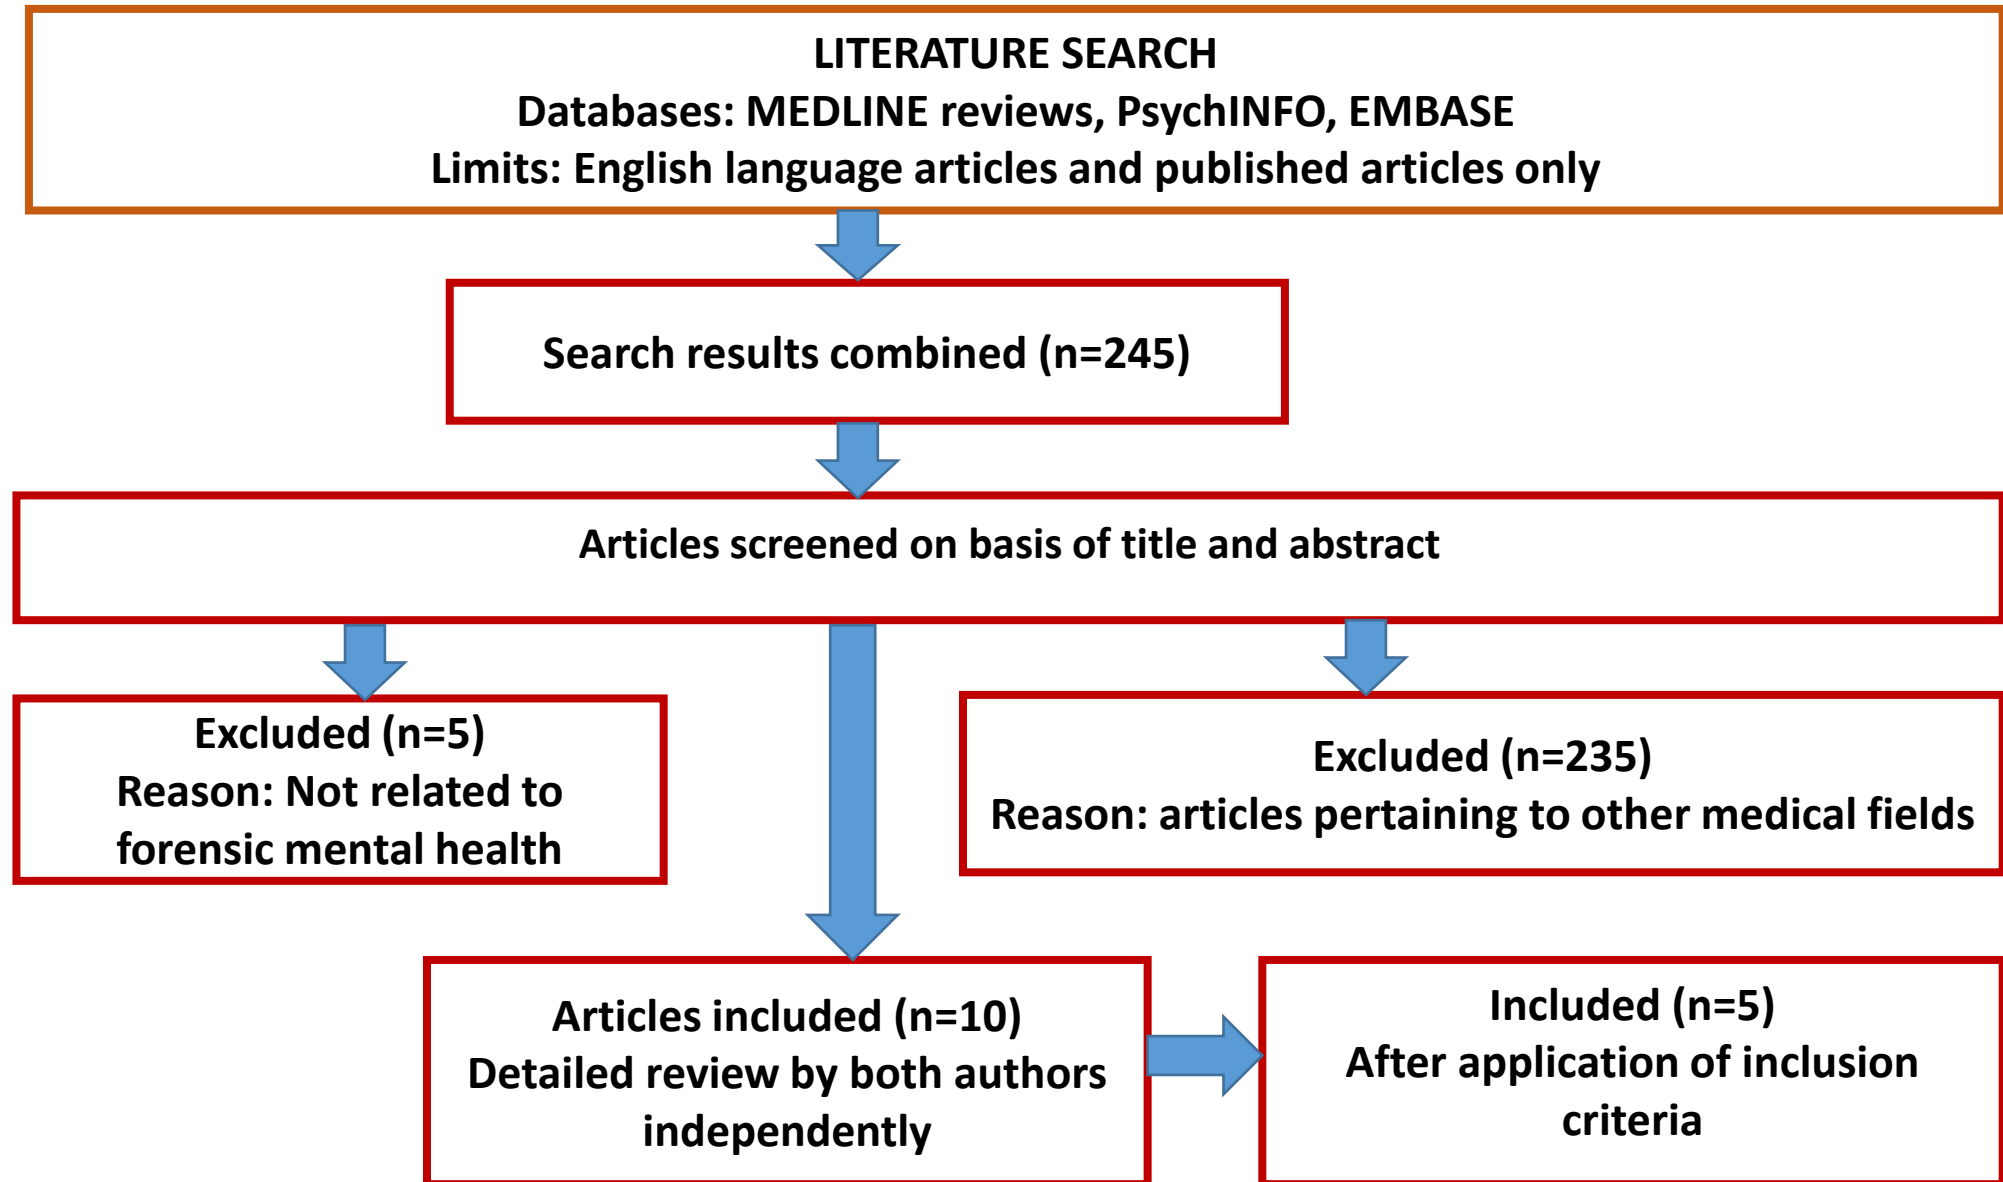 LITERATURE SEARCH
Databases: MEDLINE reviews, PsychINFO, EMBASE
Limits: English language articles and published articles only
Search results combined (n=245)
Articles screened on basis of title and abstract
Excluded (n=5)
Reason: Not related to
forensic mental health
Excluded (n=235)
Reason: articles pertaining to other medical fields
Articles included (n=10)
Detailed review by both authors
independently
Included (n=5)
After application of inclusion
criteria